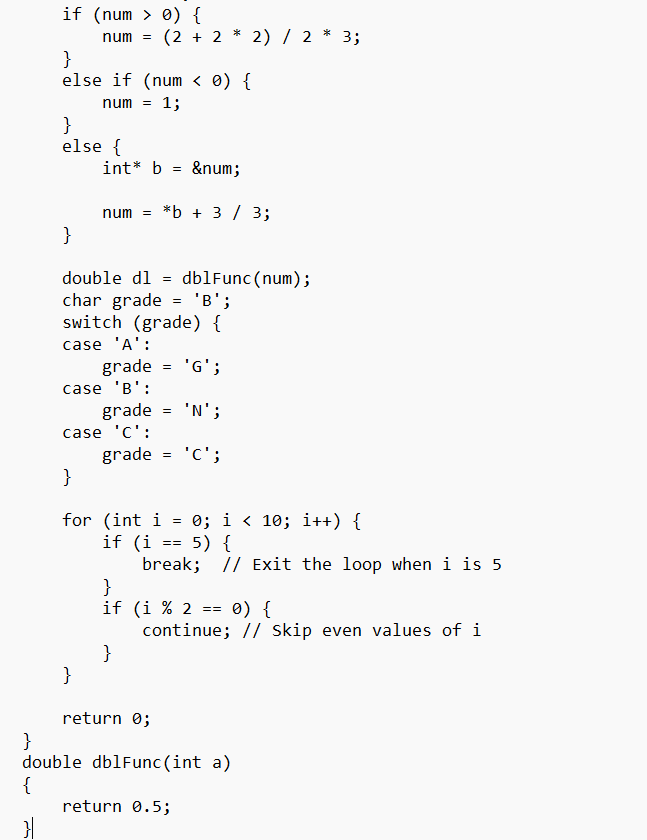 if (num > 0) {
num = (2 + 2 * 2) / 2 * 3;
}
else if (num < 0) {
num = 1;
}
else {
int* b = &num;
num = *b + 3 / 3;
}
double dl = dblFunc(num);
char grade = 'B';
switch (grade) {
case 'A':
grade = 'G';
case 'B':
grade = 'N';
case 'C':
grade = 'C';
}
for (int i = 0; i < 10; i++) {
if (i == 5) {
break;  // Exit the loop when i is 5
}
if (i % 2 == 0) {
continue; // Skip even values of i
}
}
return 0;
}
double dblFunc(int a)
{
return 0.5;
}